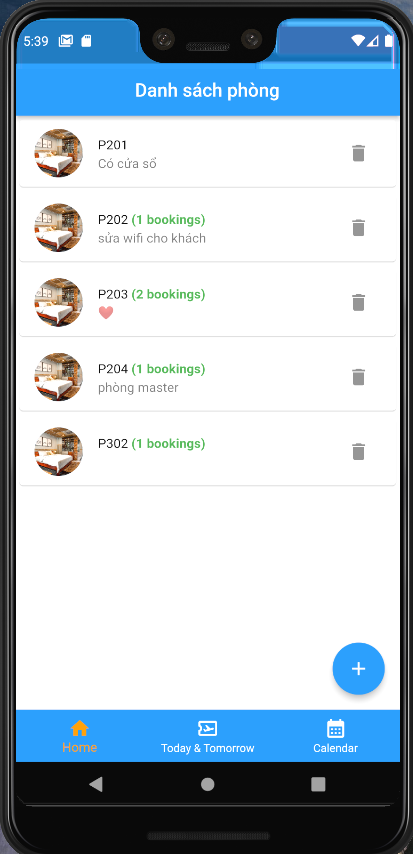 5:39
Danh sách phòng
P201
Có cửa sổ
P202 (1 bookings)
sửa wifi cho khách
P203 (2 bookings)
P204 (1 bookings)
phòng master
P302 (1 bookings)
Home
Today & Tomorrow
Calendar